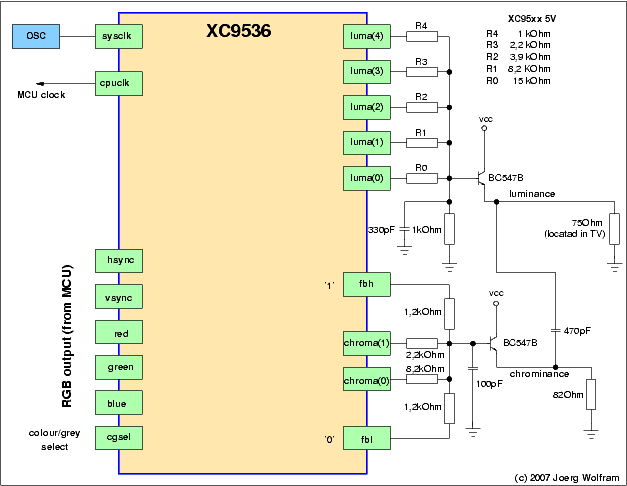 XC9536
XC95xx 5V
R4 1 kOhm
R3 2,2 kOhm
R2 3,9 kOhm
R1 8,2 kOhm
R0 15 kOhm
OSC
sysclk
cpuclk
MCU clock
luma(4)
R4
luma(3)
R3
luma(2)
R2
luma(1)
R1
luma(0)
R0
vcc
BC547B
luminance
330pF
1kOhm
75Ohm
(locatad in TV)
RGB output (from MCU)
hsync
vsync
red
green
blue
colour/grey
select
cgsel
'1'
fbh
1,2kOhm
vcc
chroma(1)
2,2kOhm
BC547B
470pF
8,2kOhm
chroma(0)
100pF
chrominance
1,2kOhm
82Ohm
'0'
fbl
(c) 2007 Joerg Wolfram